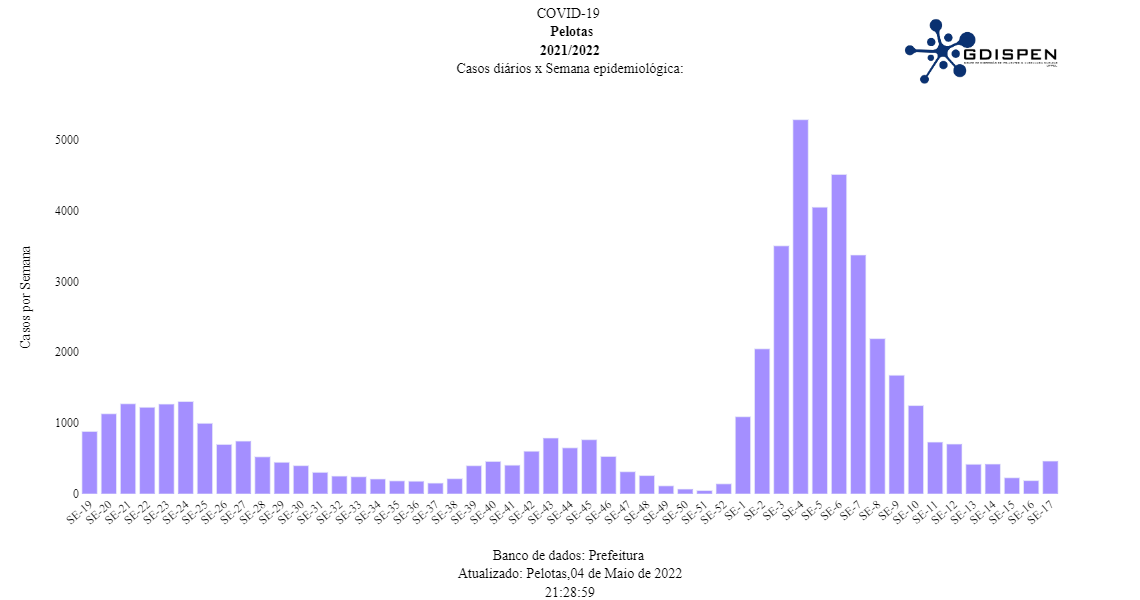 COVID-19
Pelotas
2021/2022
Casos diários x Semana epidemiológica:
GDISPEN
Casos por Semana
5000
4000
3000
2000
1000
0
SE-19 SE-20 SE-21 SE-22 SE-23 SE-24 SE-25 SE-26 SE-27 SE-28 SE-29 SE-30 SE-31 SE-32 SE-33 SE-34 SE-35 SE-36 SE-37 SE-38 SE-39 SE-40 SE-41 SE-42 SE-43 SE-44 SE-45 SE-46 SE-47 SE-48 SE-49 SE-50 SE-51 SE-52 SE-1 SE-2 SE-3 SE-4 SE-5 SE-6 SE-7 SE-8 SE-9 SE-10 SE-11 SE-12 SE-13 SE-14 SE-15 SE-16 SE-17
Banco de dados: Prefeitura
Atualizado: Pelotas,04 de Maio de 2022
21:28:59